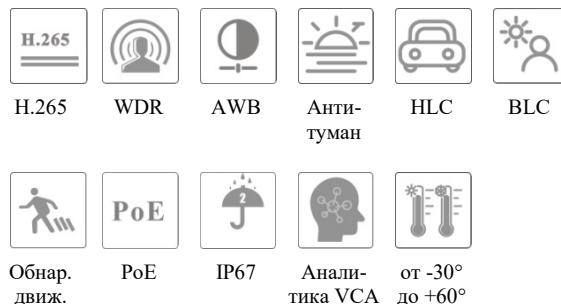 H.265
H.265 WDR AWB Анти-
туман HLC BLC
PoE
2
Обнар.
движ. PoE IP67 Анали-
тика VCA от -30°
до +60°